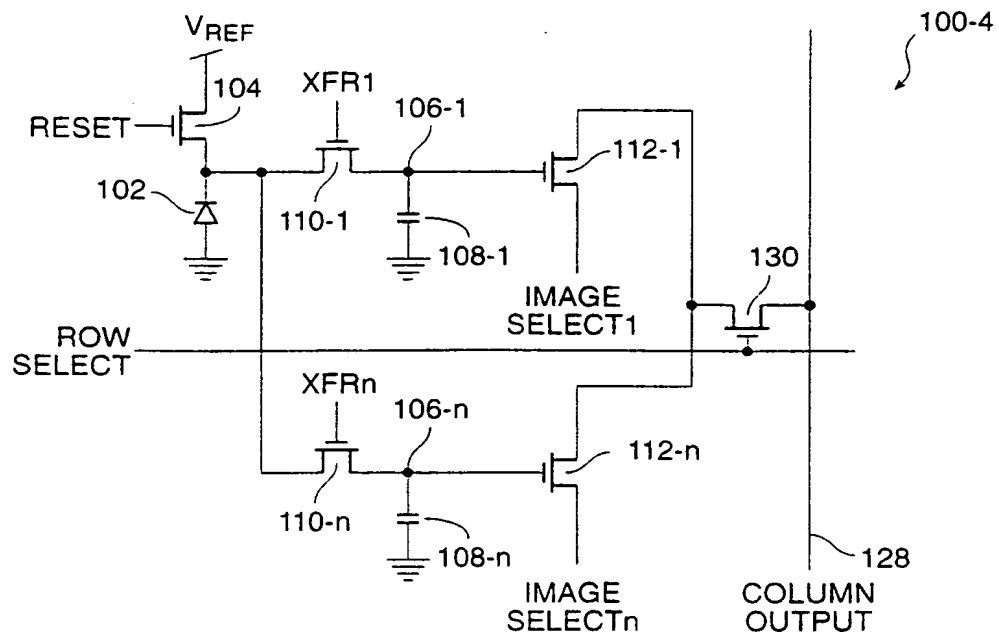 100-4
VREF
104
XFR1
106-1
RESET
112-1
102
110-1
108-1
130
IMAGE
SELECT1
ROW
SELECT
XFRn
106-n
112-n
110-n
108-n
128
IMAGE
SELECTn
COLUMN
OUTPUT